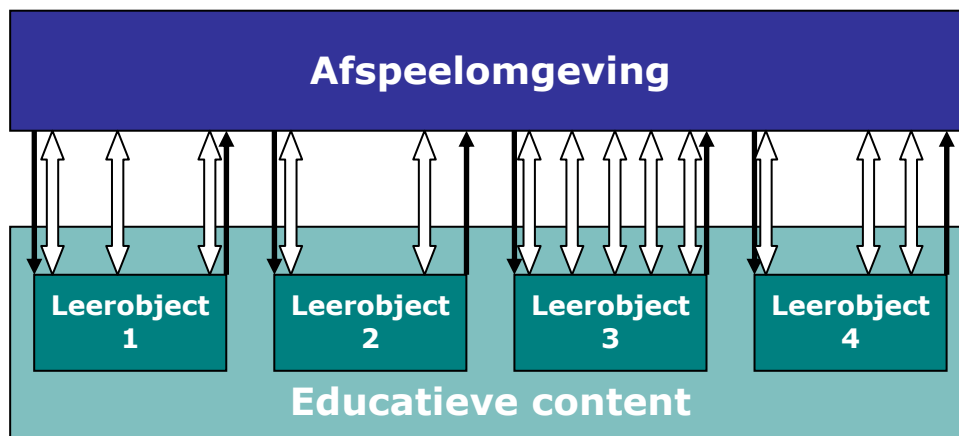 Afspeelomgeving
Leerobject
1
Leerobject
2
Leerobject
3
Leerobject
4
Educatieve content